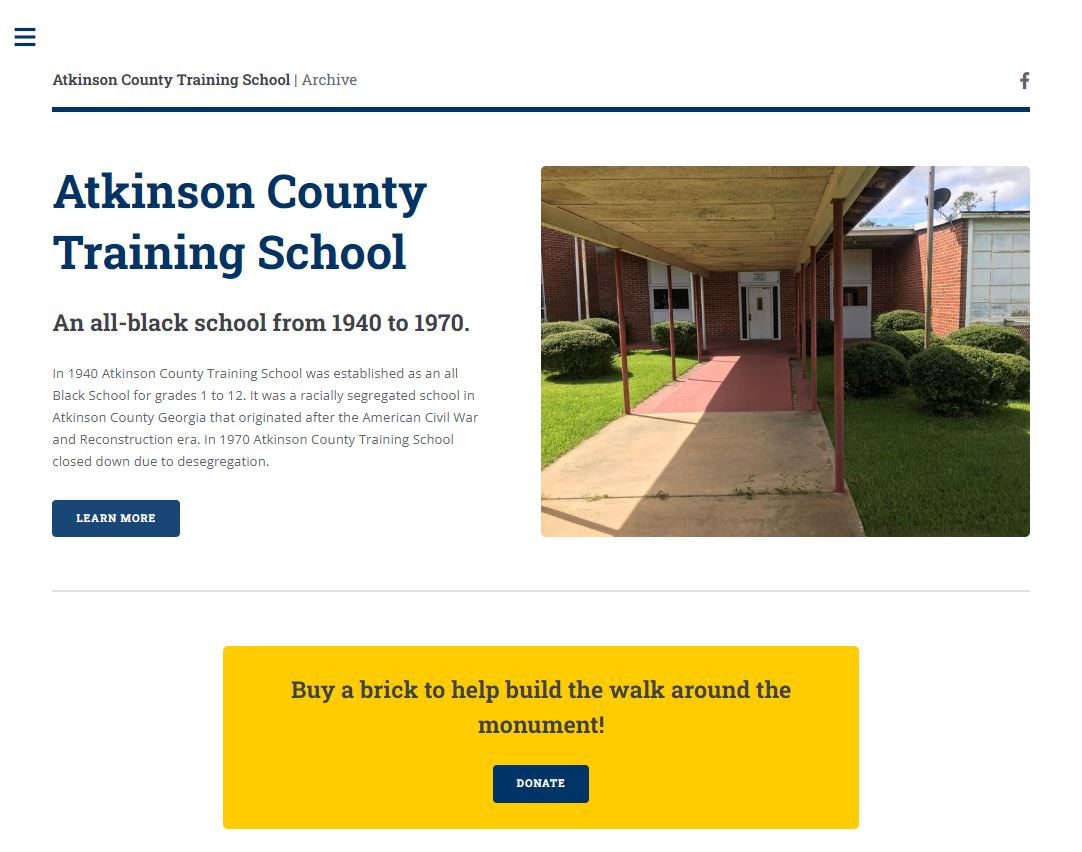 Atkinson County Training School | Archive
Atkinson County
Training School
An all-black school from 1940 to 1970.
In 1940 Atkinson County Training School was established as an all
Black School for grades 1 to 12. It was a racially segregated school in
Atkinson County Georgia that originated after the American Civil War
and Reconstruction era. In 1970 Atkinson County Training School
closed down due to desegregation.
LEARN MORE
Buy a brick to help build the walk around the
monument!
DONATE